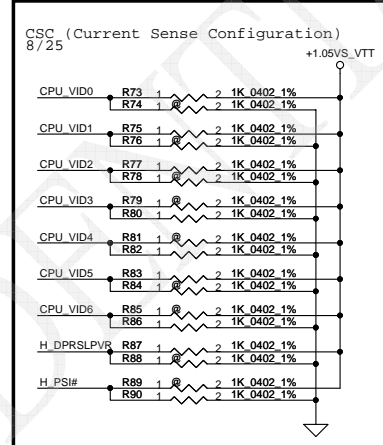 CSC (Current Sense Configuration)
8/25
+1.05VS_VTT
CPU_VID0 R73 1 2 1K_0402_1%
R74 1 @ 2 1K_0402_1%
CPU_VID1 R75 1 2 1K_0402_1%
R76 1 @ 2 1K_0402_1%
CPU_VID2 R77 1 2 1K_0402_1%
R78 1 @ 2 1K_0402_1%
CPU_VID3 R79 1 @ 2 1K_0402_1%
R80 1 2 1K_0402_1%
CPU_VID4 R81 1 @ 2 1K_0402_1%
R82 1 2 1K_0402_1%
CPU_VID5 R83 1 2 1K_0402_1%
R84 1 @ 2 1K_0402_1%
CPU_VID6 R85 1 @ 2 1K_0402_1%
R86 1 2 1K_0402_1%
H_DPRSLPVR R87 1 2 1K_0402_1%
R88 1 @ 2 1K_0402_1%
H_PSI# R89 1 @ 2 1K_0402_1%
R90 1 2 1K_0402_1%